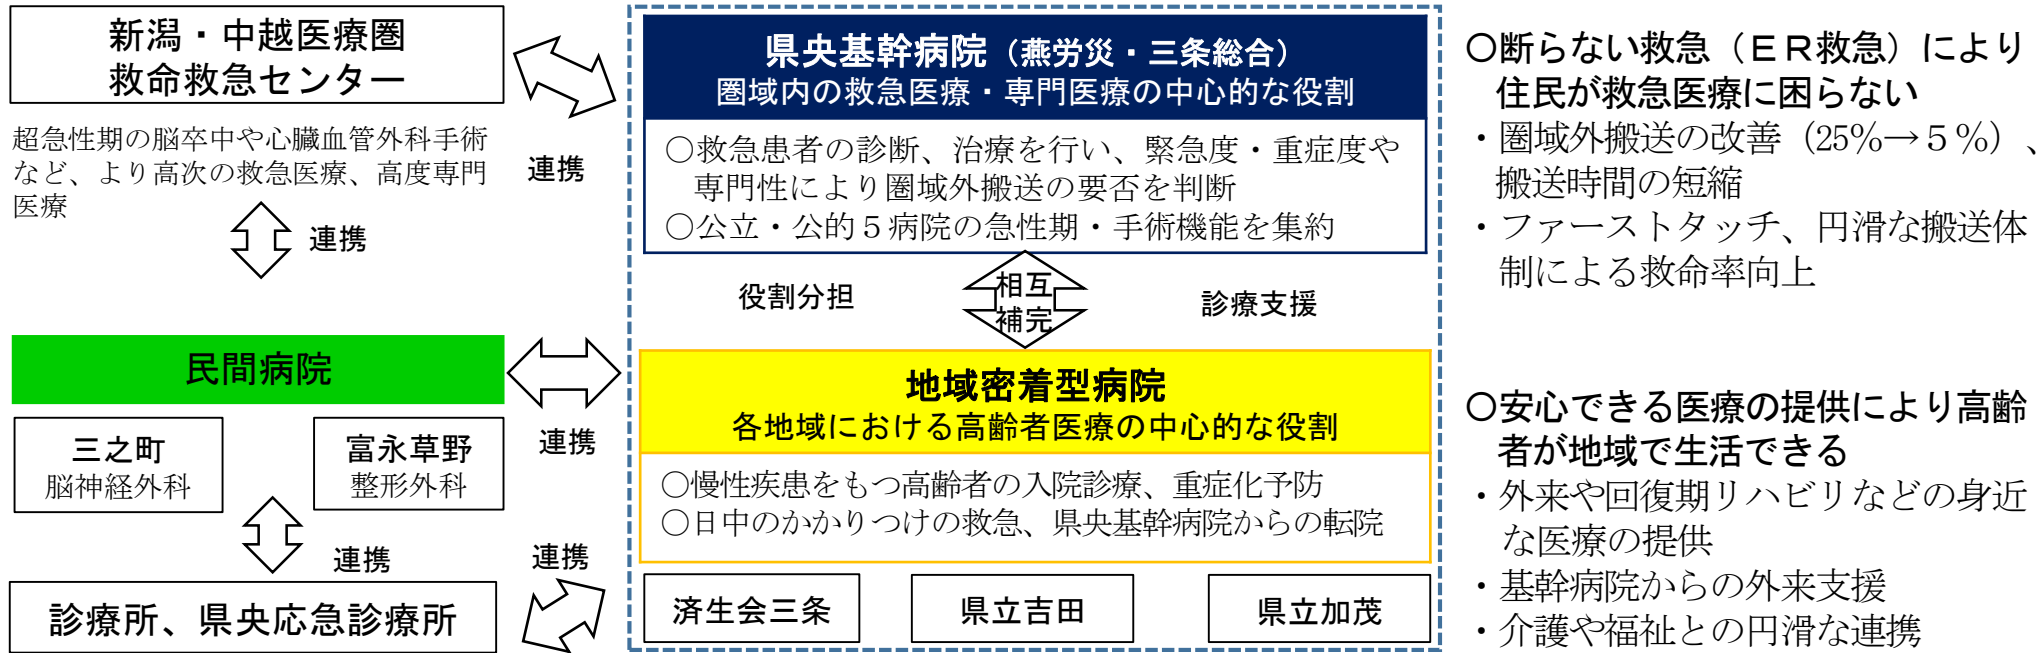 新潟・中越医療圏
救命救急センター
超急性期の脳卒中や心臓血管外科手術
など、より高次の救急医療、高度専門
医療
連携
連携
民間病院
三之町
脳神経外科
富永草野
整形外科
連携
診療所、県央応急診療所
連携
連携
県央基幹病院（燕労災・三条総合）
圏域内の救急医療・専門医療の中心的な役割
○救急患者の診断、治療を行い、緊急度・重症度や
専門性により圏域外搬送の要否を判断
○公立・公的５病院の急性期・手術機能を集約
役割分担
相互
補完
診療支援
地域密着型病院
各地域における高齢者医療の中心的な役割
○慢性疾患をもつ高齢者の入院診療、重症化予防
○日中のかかりつけの救急、県央基幹病院からの転院
済生会三条
県立吉田
県立加茂
○断らない救急（ＥＲ救急）により
住民が救急医療に困らない
・圏域外搬送の改善（25%→５%）、
搬送時間の短縮
・ファーストタッチ、円滑な搬送体
制による救命率向上
○安心できる医療の提供により高齢
者が地域で生活できる
・外来や回復期リハビリなどの身近
な医療の提供
・基幹病院からの外来支援
・介護や福祉との円滑な連携